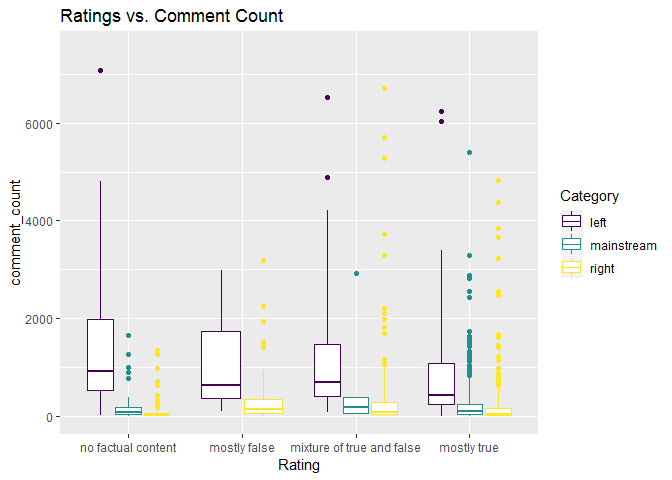 Ratings vs. Comment Count
comment_count
6000
4000
2000
0
no factual content
mostly false
mixture of true and false
mostly true
Rating
Category
left
mainstream
right